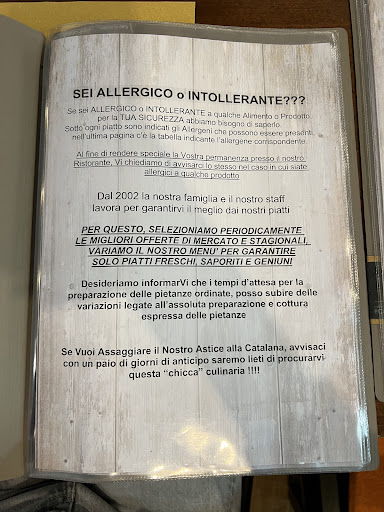 SEI ALLERGICO o INTOLLERANTE???
Se sei ALLERGICO o INTOLLERANTE a qualche Alimento o Prodotto,
per la TUA SICUREZZA abbiamo bisogno di saperlo.
Sotto ogni piatto sono indicati gli Allergeni che possono essere presenti,
nell'ultima pagina c'è la tabella indicante l'allergene corrispondente.
Al fine di rendere speciale la Vostra permanenza presso il nostro
Ristorante, Vi chiediamo di avvisarci lo stesso nel caso in cui siate
allergici a qualche prodotto
Dal 2002 la nostra famiglia e il nostro staff
lavora per garantirvi il meglio dai nostri piatti
PER QUESTO, SELEZIONIAMO PERIODICAMENTE
LE MIGLIORI OFFERTE DI MERCATO E STAGIONALI,
VARIAMO IL NOSTRO MENU' PER GARANTIRE
SOLO PIATTI FRESCHI, SAPORITI E GENIUNI
Desideriamo informarVi che i tempi d'attesa per la
preparazione delle pietanze ordinate, posso subire delle
variazioni legate all'assoluta preparazione e cottura
espressa delle pietanze
Se Vuoi Assaggiare il Nostro Astice alla Catalana, avvisaci
con un paio di giorni di anticipo saremo lieti di procurarvi
questa "chicca" culinaria !!!!